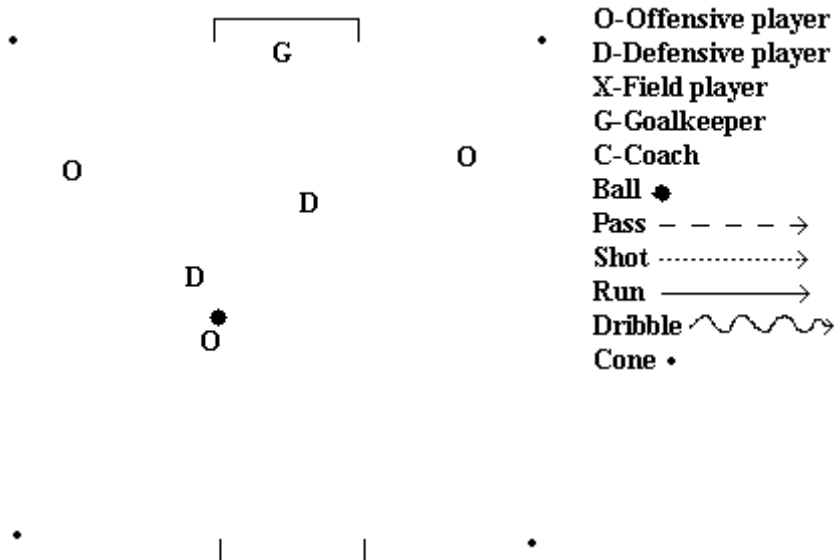 G
O
O
D
D
O
O-Offensive player
D-Defensive player
X-Field player
G-Goalkeeper
C-Coach
Ball
Pass
Shot
Run
Dribble
Cone